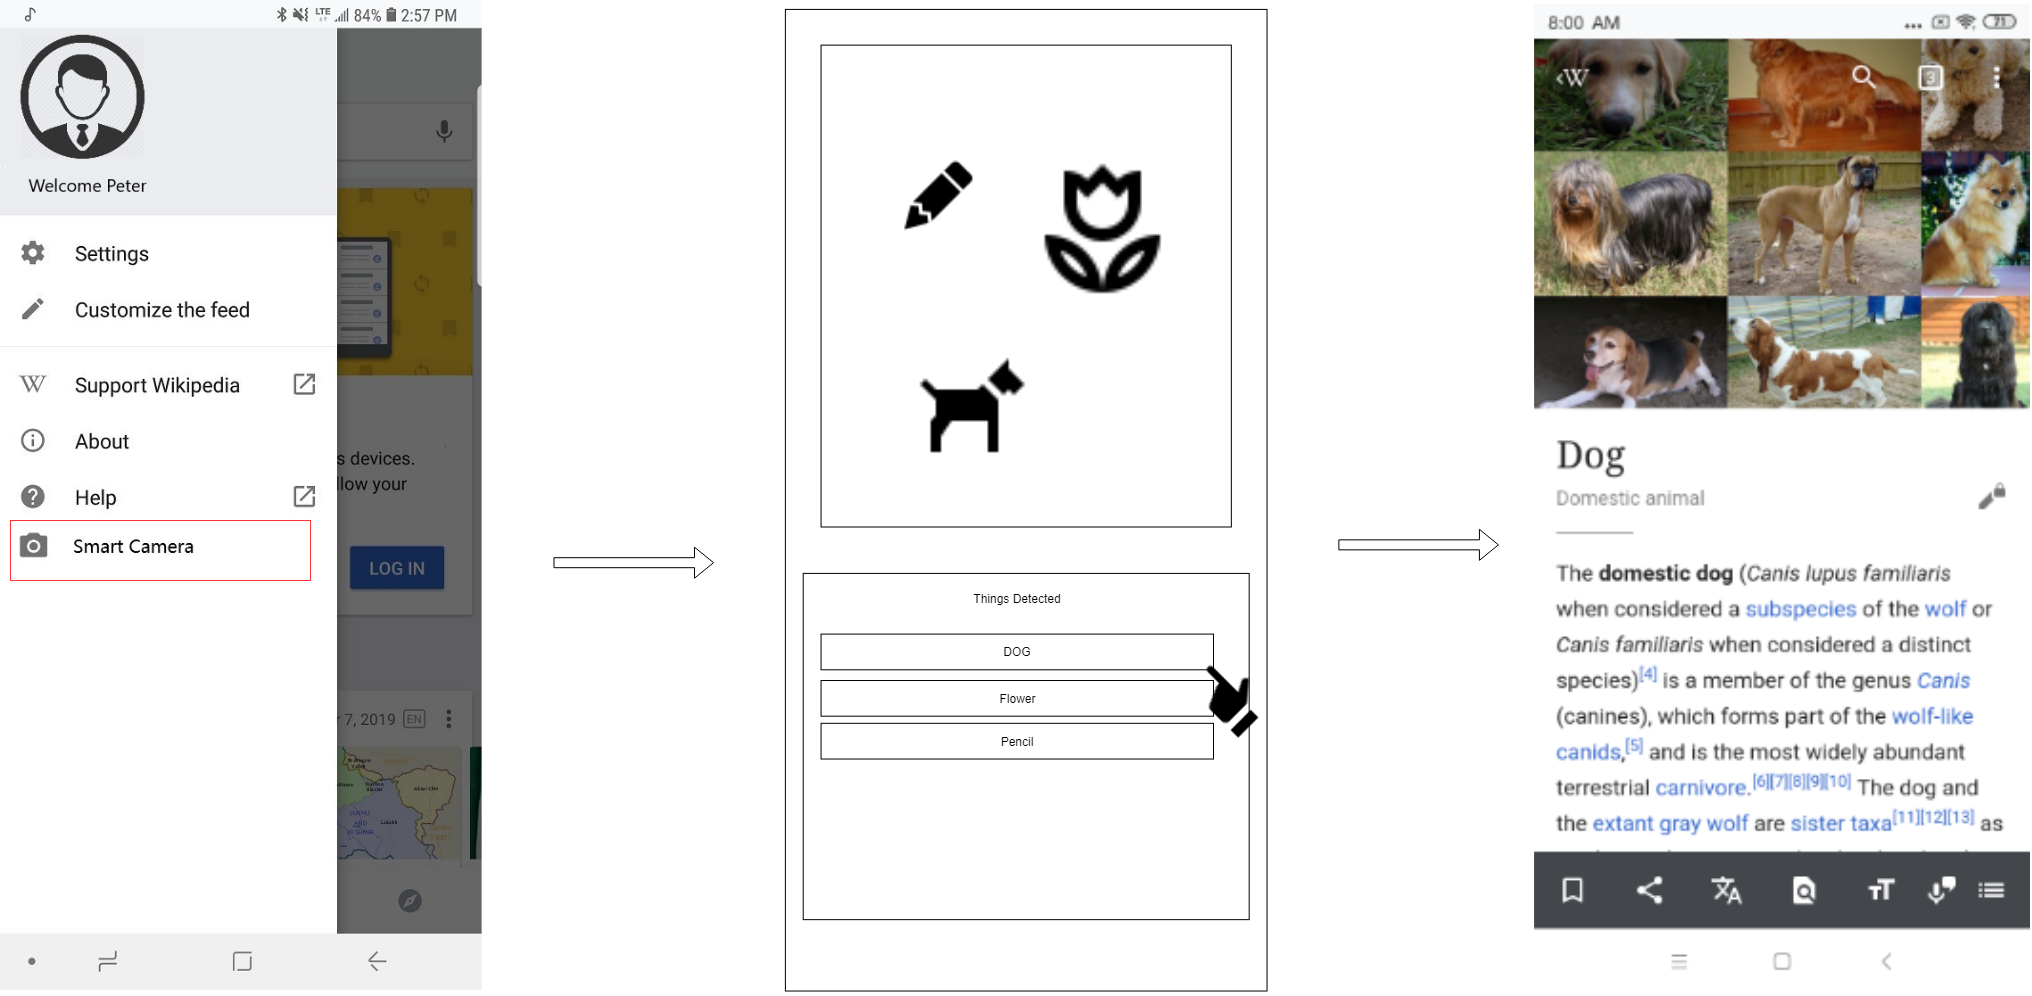 LTE 84% 2:57 PM
Welcome Peter
Settings
Customize the feed
W Support Wikipedia
About
Help
Smart Camera
s devices.
llow your
LOG IN
7, 2019 EN
Things Detected
DOG
Flower
Pencil
8:00 AM
71
‹W 3
Dog
Domestic animal
The domestic dog (Canis lupus familiaris
when considered a subspecies of the wolf or
Canis familiaris when considered a distinct
species)[4] is a member of the genus Canis
(canines), which forms part of the wolf-like
canids,[5] and is the most widely abundant
terrestrial carnivore.[6][7][8][9][10] The dog and
the extant gray wolf are sister taxa[11][12][13] as